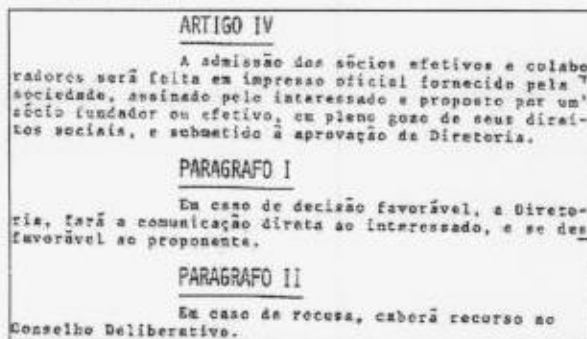 ARTIGO IV
A admissão dos sócios efetivos e colabo
radores será feita em impresso oficial fornecido pela '
sociedade, assinado pelo interessado e proposto por um'
sócio fundador ou efetivo, em pleno gozo de seus direi-
tos sociais, e submetido à aprovação da Diretoria.
PARAGRAFO I
Em caso de decisão favorável, a Direto-
ria, fará a comunicação direta ao interessado, e se des
favorável ao proponente.
PARAGRAFO II
Em caso de recusa, caberá recurso ao
Conselho Deliberativo.